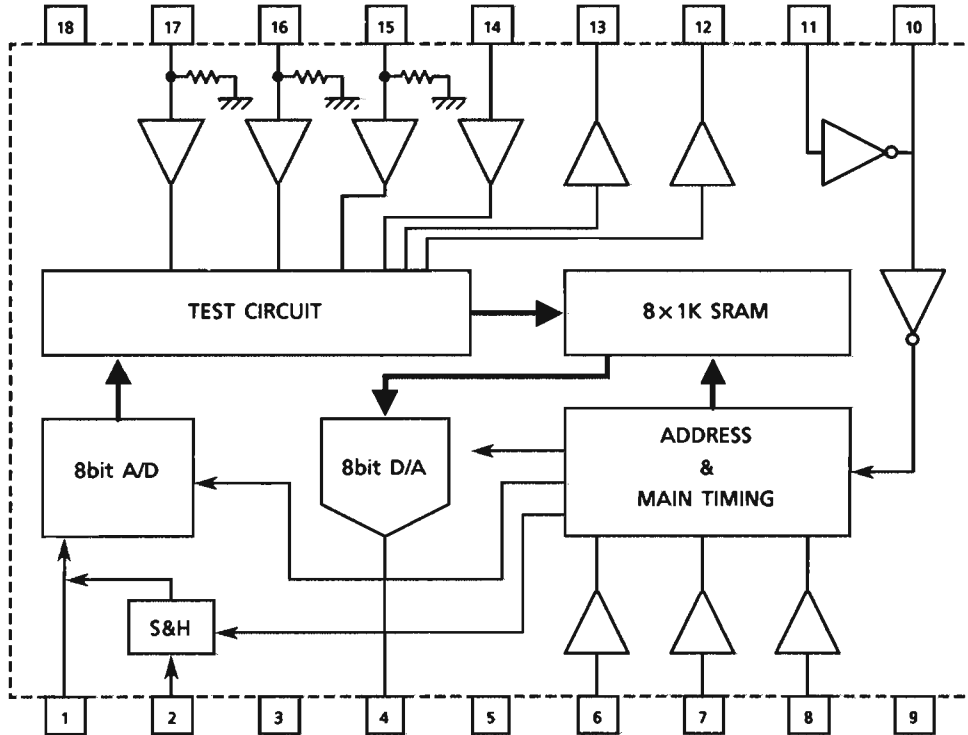 18 17 16 15 14 13 12 11 10
TEST CIRCUIT
8×1K SRAM
8bit A/D
8bit D/A
ADDRESS
&
MAIN TIMING
S&H
1 2 3 4 5 6 7 8 9